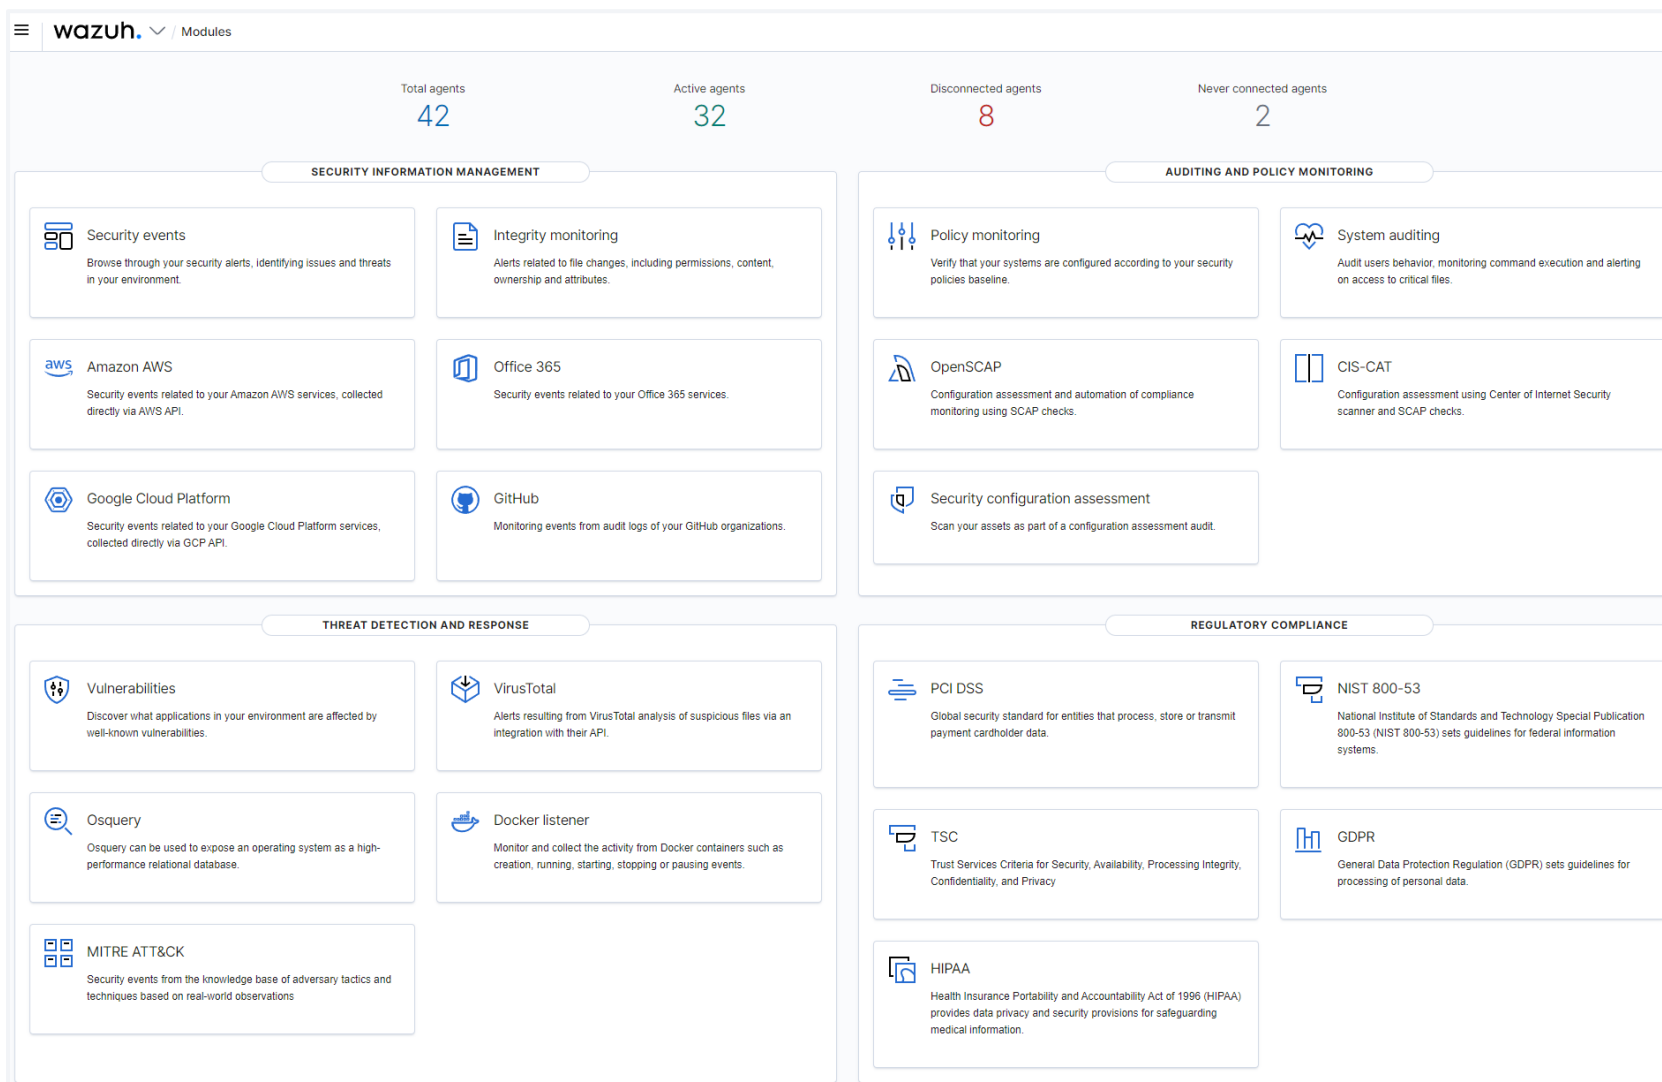 wazuh. / Modules
Total agents
42
Active agents
32
Disconnected agents
8
Never connected agents
2
SECURITY INFORMATION MANAGEMENT
Security events
Browse through your security alerts, identifying issues and threats
in your environment.
Integrity monitoring
Alerts related to file changes, including permissions, content,
ownership and attributes.
aws
Amazon AWS
Security events related to your Amazon AWS services, collected
directly via AWS API.
Office 365
Security events related to your Office 365 services.
Google Cloud Platform
Security events related to your Google Cloud Platform services,
collected directly via GCP API.
GitHub
Monitoring events from audit logs of your GitHub organizations.
AUDITING AND POLICY MONITORING
Policy monitoring
Verify that your systems are configured according to your security
policies baseline.
System auditing
Audit users behavior, monitoring command execution and alerting
on access to critical files.
OpenSCAP
Configuration assessment and automation of compliance
monitoring using SCAP checks.
CIS-CAT
Configuration assessment using Center of Internet Security
scanner and SCAP checks.
Security configuration assessment
Scan your assets as part of a configuration assessment audit.
THREAT DETECTION AND RESPONSE
Vulnerabilities
Discover what applications in your environment are affected by
well-known vulnerabilities.
VirusTotal
Alerts resulting from VirusTotal analysis of suspicious files via an
integration with their API.
Osquery
Osquery can be used to expose an operating system as a high-
performance relational database.
Docker listener
Monitor and collect the activity from Docker containers such as
creation, running, starting, stopping or pausing events.
MITRE ATT&CK
Security events from the knowledge base of adversary tactics and
techniques based on real-world observations
REGULATORY COMPLIANCE
PCI DSS
Global security standard for entities that process, store or transmit
payment cardholder data.
NIST 800-53
National Institute of Standards and Technology Special Publication
800-53 (NIST 800-53) sets guidelines for federal information
systems.
TSC
Trust Services Criteria for Security, Availability, Processing Integrity,
Confidentiality, and Privacy
GDPR
General Data Protection Regulation (GDPR) sets guidelines for
processing of personal data.
HIPAA
Health Insurance Portability and Accountability Act of 1996 (HIPAA)
provides data privacy and security provisions for safeguarding
medical information.